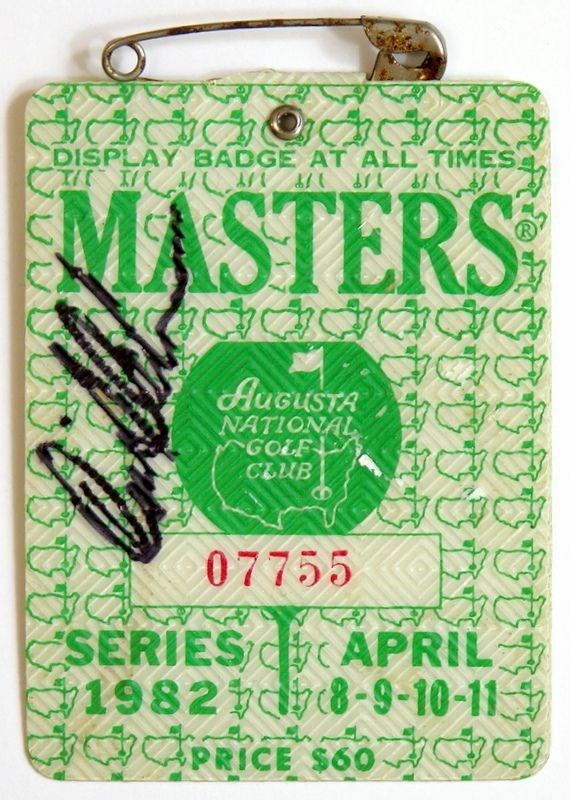 DISPLAY BADGE AT ALL TIMES
MASTERS®
AUGUSTA
NATIONAL
GOLF
CLUB
07755
SERIES APRIL
1982 8-9-10-11
PRICE $60